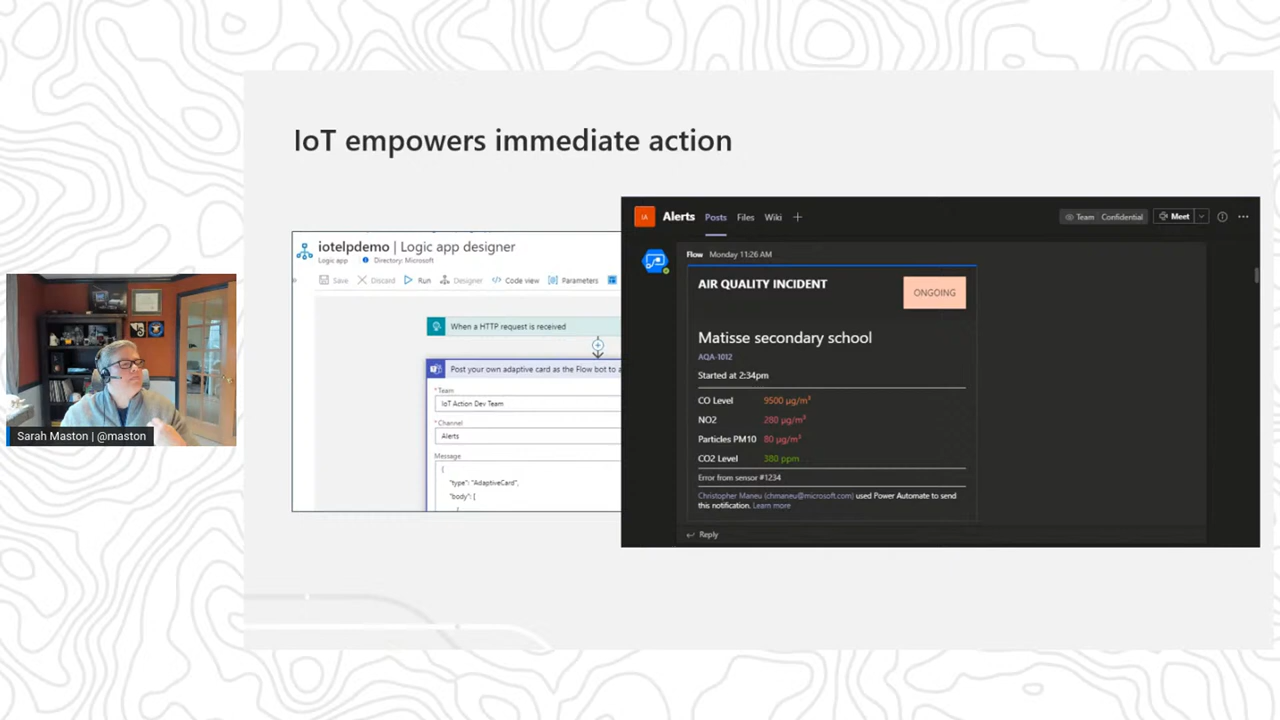 IoT empowers immediate action
iotelpdemo | Logic app designer
Logic app
Directory: Microsoft
Save
Discard
Run
Designer
Code view
Parameters
When a HTTP request is received
Post your own adaptive card as the Flow bot to a
* Team
IoT Action Dev Team
* Channel
Alerts
* Message
{
"type": "AdaptiveCard",
"body": [
IA
Alerts
Posts
Files
Wiki
Team
Confidential
Meet
Flow Monday 11:26 AM
AIR QUALITY INCIDENT
ONGOING
Matisse secondary school
AQA-1012
Started at 2:34pm
CO Level 9500 µg/m³
NO2 280 µg/m³
Particles PM10 80 µg/m³
CO2 Level 380 ppm
Error from sensor #1234
Christopher Maneu (chmaneu@microsoft.com) used Power Automate to send
this notification. Learn more
Reply
Sarah Maston | @maston